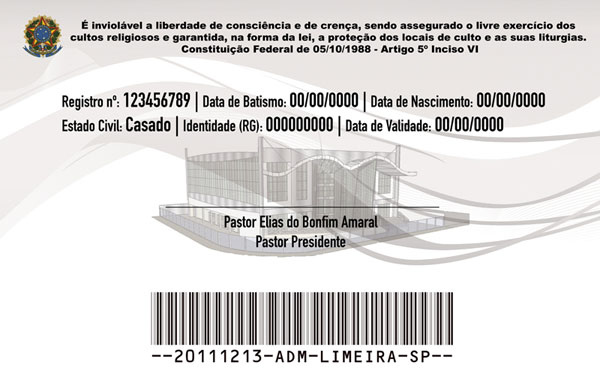 É inviolável a liberdade de consciência e de crença, sendo assegurado o livre exercício dos
cultos religiosos e garantida, na forma da lei, a proteção dos locais de culto e as suas liturgias.
Constituição Federal de 05/10/1988 - Artigo 5º Inciso VI
Registro nº: 123456789 | Data de Batismo: 00/00/0000 | Data de Nascimento: 00/00/0000
Estado Civil: Casado | Identidade (RG): 000000000 | Data de Validade: 00/00/0000
Pastor Elias do Bonfim Amaral
Pastor Presidente
--20111213-ADM-LIMEIRA-SP--